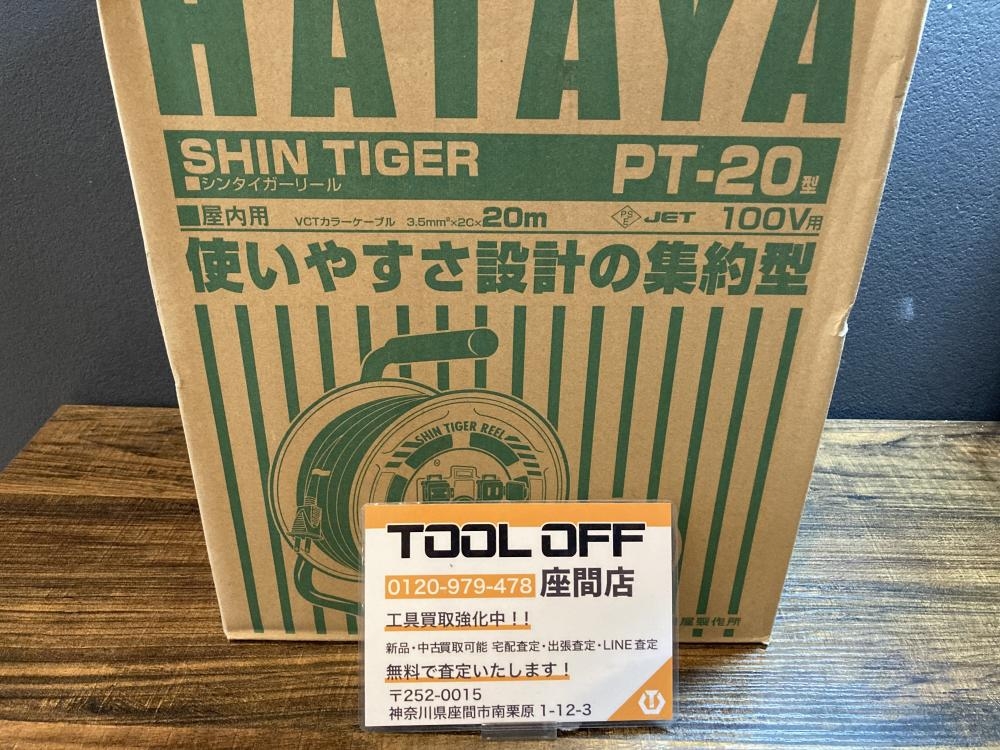 HATAYA
SHIN TIGER
■シンタイガーリール
PT-20型
■屋内用 VCTカラーケーブル 3.5mm²×2C×20m
PSE JET 100V用
使いやすさ設計の集約型
SHIN TIGER REEL
TOOL OFF
0120-979-478 座間店
工具買取強化中!!
新品・中古買取可能 宅配査定・出張査定・LINE査定
無料で査定いたします!
〒252-0015
神奈川県座間市南栗原 1-12-3
屋製作所